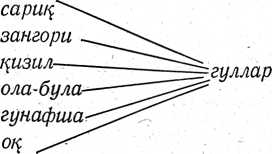 сариқ
зангори
қизил
гуллар
ола-була
гунафша
оқ